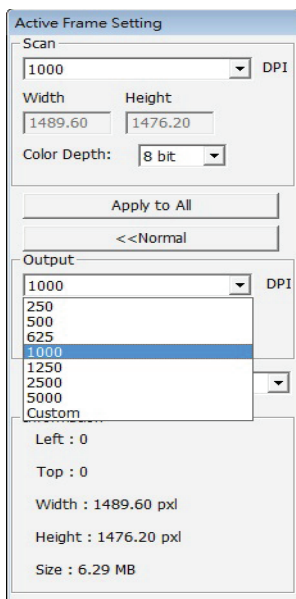 Active Frame Setting
Scan
1000 DPI
Width Height
1489.60 1476.20
Color Depth: 8 bit
Apply to All
<<Normal
Output
1000 DPI
250
500
625
1000
1250
2500
5000
Custom
Information
Left : 0
Top : 0
Width : 1489.60 pxl
Height : 1476.20 pxl
Size : 6.29 MB